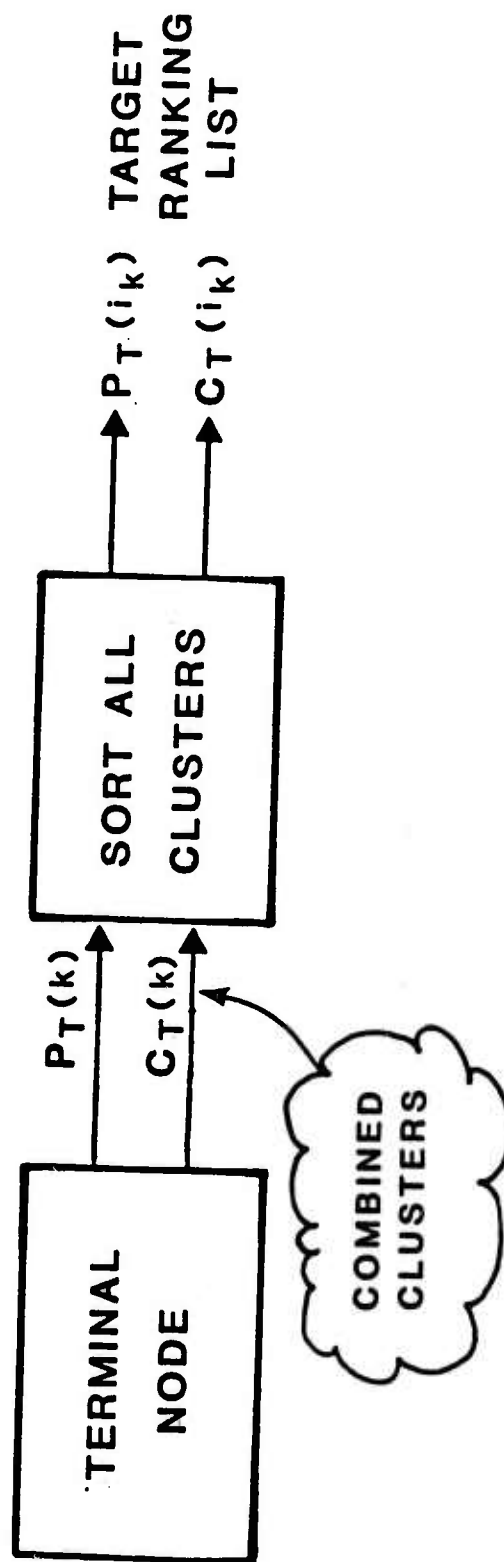 TERMINAL
NODE
P_T(k)
C_T(k)
COMBINED
CLUSTERS
SORT ALL
CLUSTERS
P_T(i_k)
C_T(i_k)
TARGET
RANKING
LIST